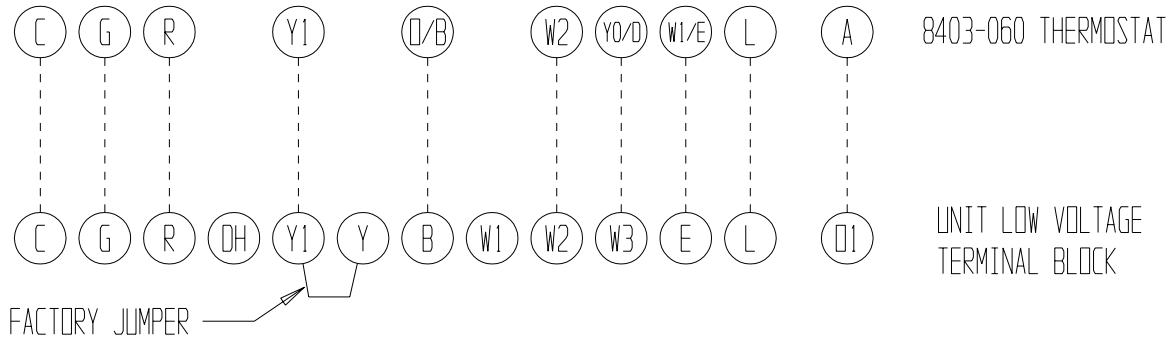 C G R Y1 O/B W2 YO/D W1/E L A 8403-060 THERMOSTAT
C G R DH Y1 Y B W1 W2 W3 E L O1
UNIT LOW VOLTAGE
TERMINAL BLOCK
FACTORY JUMPER